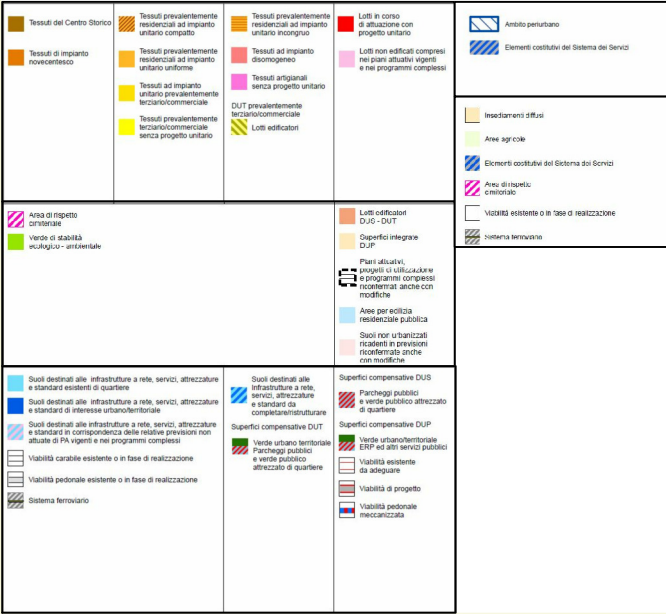 Tessuti del Centro Storico
Tessuti di impianto
novecentesco
Tessuti prevalentemente
residenziali ad impianto
unitario compatto
Tessuti prevalentemente
residenziali ad impianto
unitario uniforme
Tessuti ad impianto
unitario prevalentemente
terziario/commerciale
Tessuti prevalentemente
terziario/commerciale
senza progetto unitario
Tessuti prevalentemente
residenziali ad impianto
unitario incongruo
Tessuti ad impianto
disomogeneo
Tessuti artigianali
senza progetto unitario
DUT prevalentemente
terziario/commerciale
Lotti edificatori
Lotti in corso
di attuazione con
progetto unitario
Lotti non edificati compresi
nei piani attuativi vigenti
e nei programmi complessi
Ambito periurbano
Elementi costitutivi del Sistema dei Servizi
Insediamenti diffusi
Aree agricole
Elementi costitutivi del Sistema dei Servizi
Area di rispetto
cimiteriale
Viabilità esistente o in fase di realizzazione
Sistema ferroviario
Area di rispetto
cimiteriale
Verde di stabilità
ecologico - ambientale
Lotti edificatori
DUS - DUT
Superfici integrate
DUP
Piani attuativi,
progetti di utilizzazione
e programmi complessi
riconfermati anche con
modifiche
Aree per edilizia
residenziale pubblica
Suoli non urbanizzati
ricadenti in previsioni
riconfermate anche
con modifiche
Suoli destinati alle infrastrutture a rete, servizi, attrezzature
e standard esistenti di quartiere
Suoli destinati alle infrastrutture a rete, servizi, attrezzature
e standard di interesse urbano/territoriale
Suoli destinati alle infrastrutture a rete, servizi, attrezzature
e standard in corrispondenza delle relative previsioni non
attuate di PA vigenti e nei programmi complessi
Viabilità carabile esistente o in fase di realizzazione
Viabilità pedonale esistente o in fase di realizzazione
Sistema ferroviario
Suoli destinati alle
Infrastrutture a rete,
servizi, attrezzature
e standard da
completare/ristrutturare
Superfici compensative DUT
Verde urbano territoriale
Parcheggi pubblici
e verde pubblico
attrezzato di quartiere
Superfici compensative DUS
Parcheggi pubblici
e verde pubblico attrezzato
di quartiere
Superfici compensative DUP
Verde urbano/territoriale
ERP ed altri servizi pubblici
Viabilità esistente
da adeguare
Viabilità di progetto
Viabilità pedonale
meccanizzata